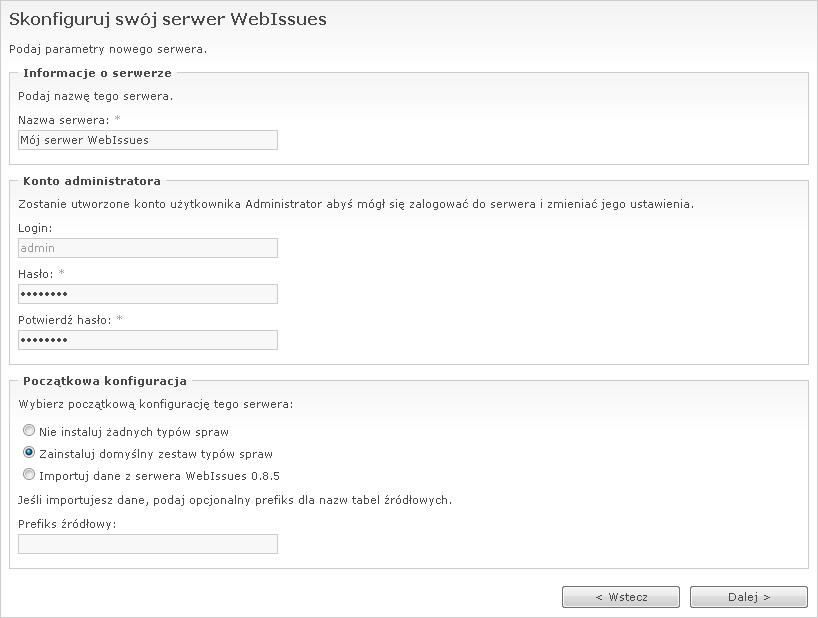 Skonfiguruj swój serwer WebIssues
Podaj parametry nowego serwera.
Informacje o serwerze
Podaj nazwę tego serwera.
Nazwa serwera: *
Mój serwer WebIssues
Konto administratora
Zostanie utworzone konto użytkownika Administrator abyś mógł się zalogować do serwera i zmieniać jego ustawienia.
Login:
admin
Hasło: *
••••••••
Potwierdź hasło: *
••••••••
Początkowa konfiguracja
Wybierz początkową konfigurację tego serwera:
Nie instaluj żadnych typów spraw
Zainstaluj domyślny zestaw typów spraw
Importuj dane z serwera WebIssues 0.8.5
Jeśli importujesz dane, podaj opcjonalny prefiks dla nazw tabel źródłowych.
Prefiks źródłowy:
< Wstecz
Dalej >